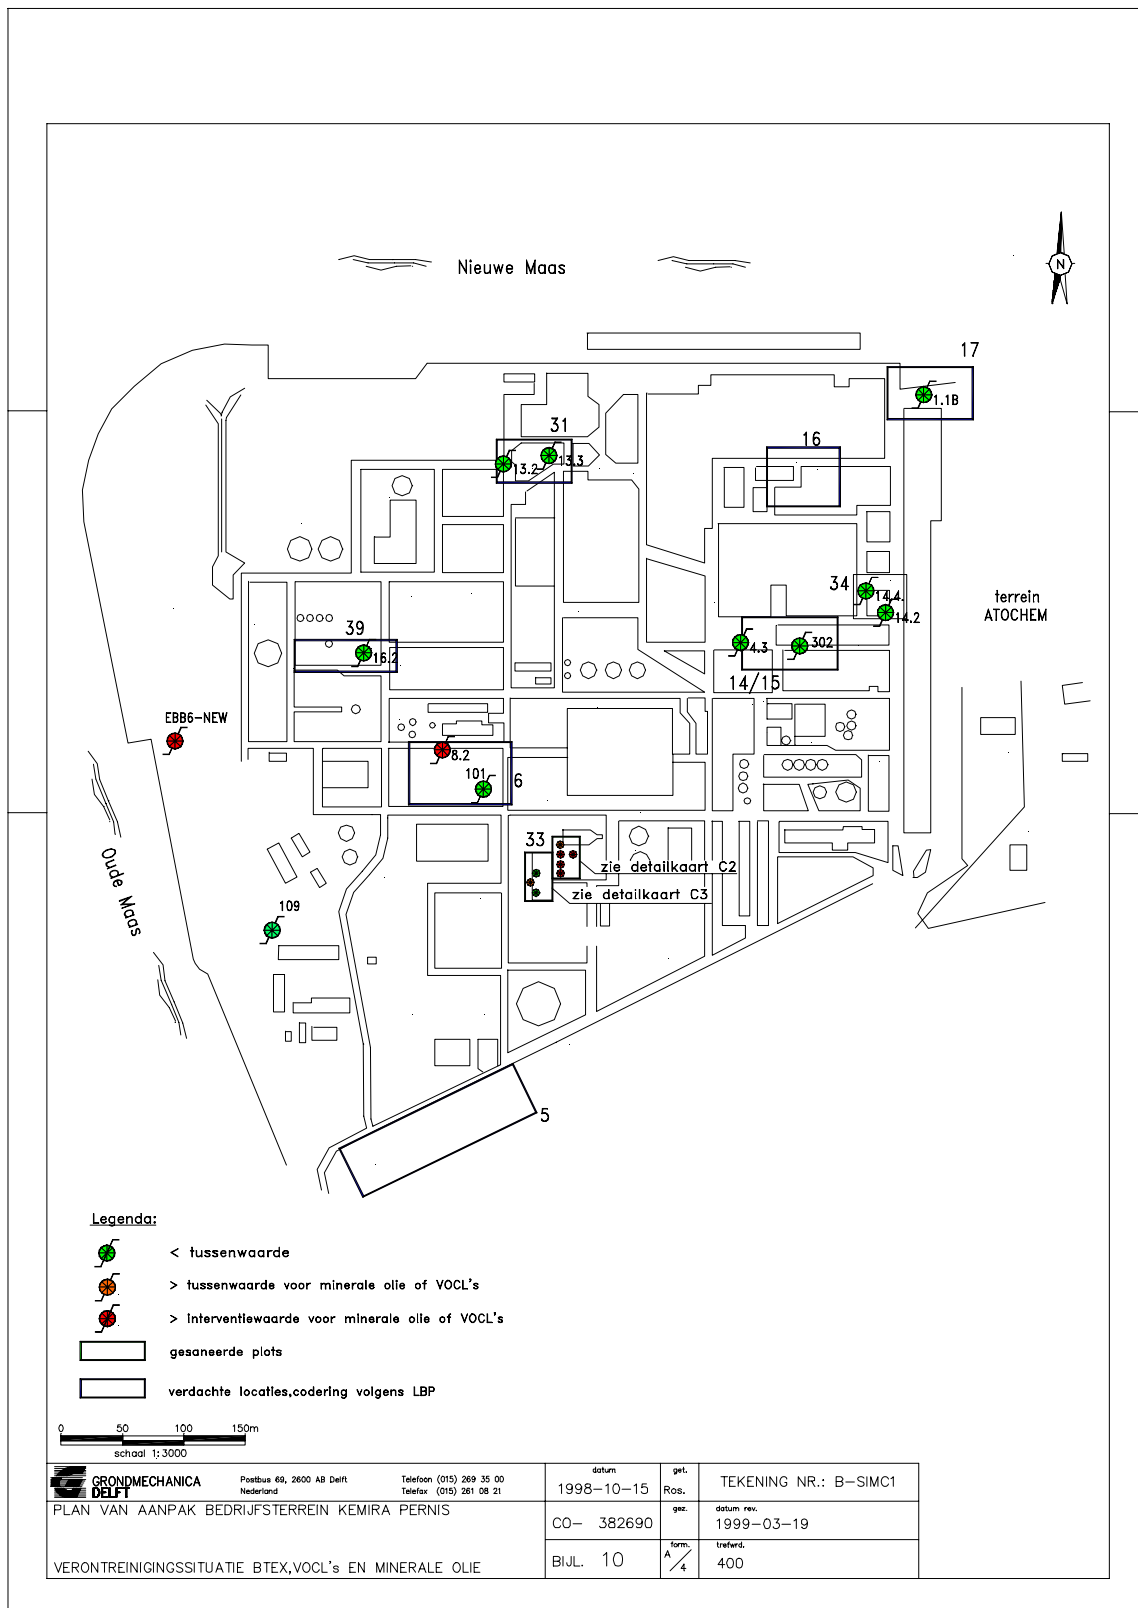 Nieuwe Maas
N
17
1.1B
31
13.2
13.3
16
34
14.4.
14.2
terrein
ATOCHEM
39
16.2
4.3
302
14/15
EBB6-NEW
8.2
101
6
33
zie detailkaart C2
zie detailkaart C3
Oude Maas
109
5
Legenda:
< tussenwaarde
> tussenwaarde voor minerale olie of VOCL's
> interventiewaarde voor minerale olie of VOCL's
gesaneerde plots
verdachte locaties,codering volgens LBP
0 50 100 150m
schaal 1:3000
GRONDMECHANICA
DELFT
Postbus 69, 2600 AB Delft
Nederland
Telefoon (015) 269 35 00
Telefax (015) 261 08 21
datum
1998-10-15
get.
Ros.
TEKENING NR.: B-SIMC1
PLAN VAN AANPAK BEDRIJFSTERREIN KEMIRA PERNIS
CO- 382690
gez.
datum rev.
1999-03-19
VERONTREINIGINGSSITUATIE BTEX,VOCL's EN MINERALE OLIE
BIJL. 10
form.
A/4
trefwrd.
400